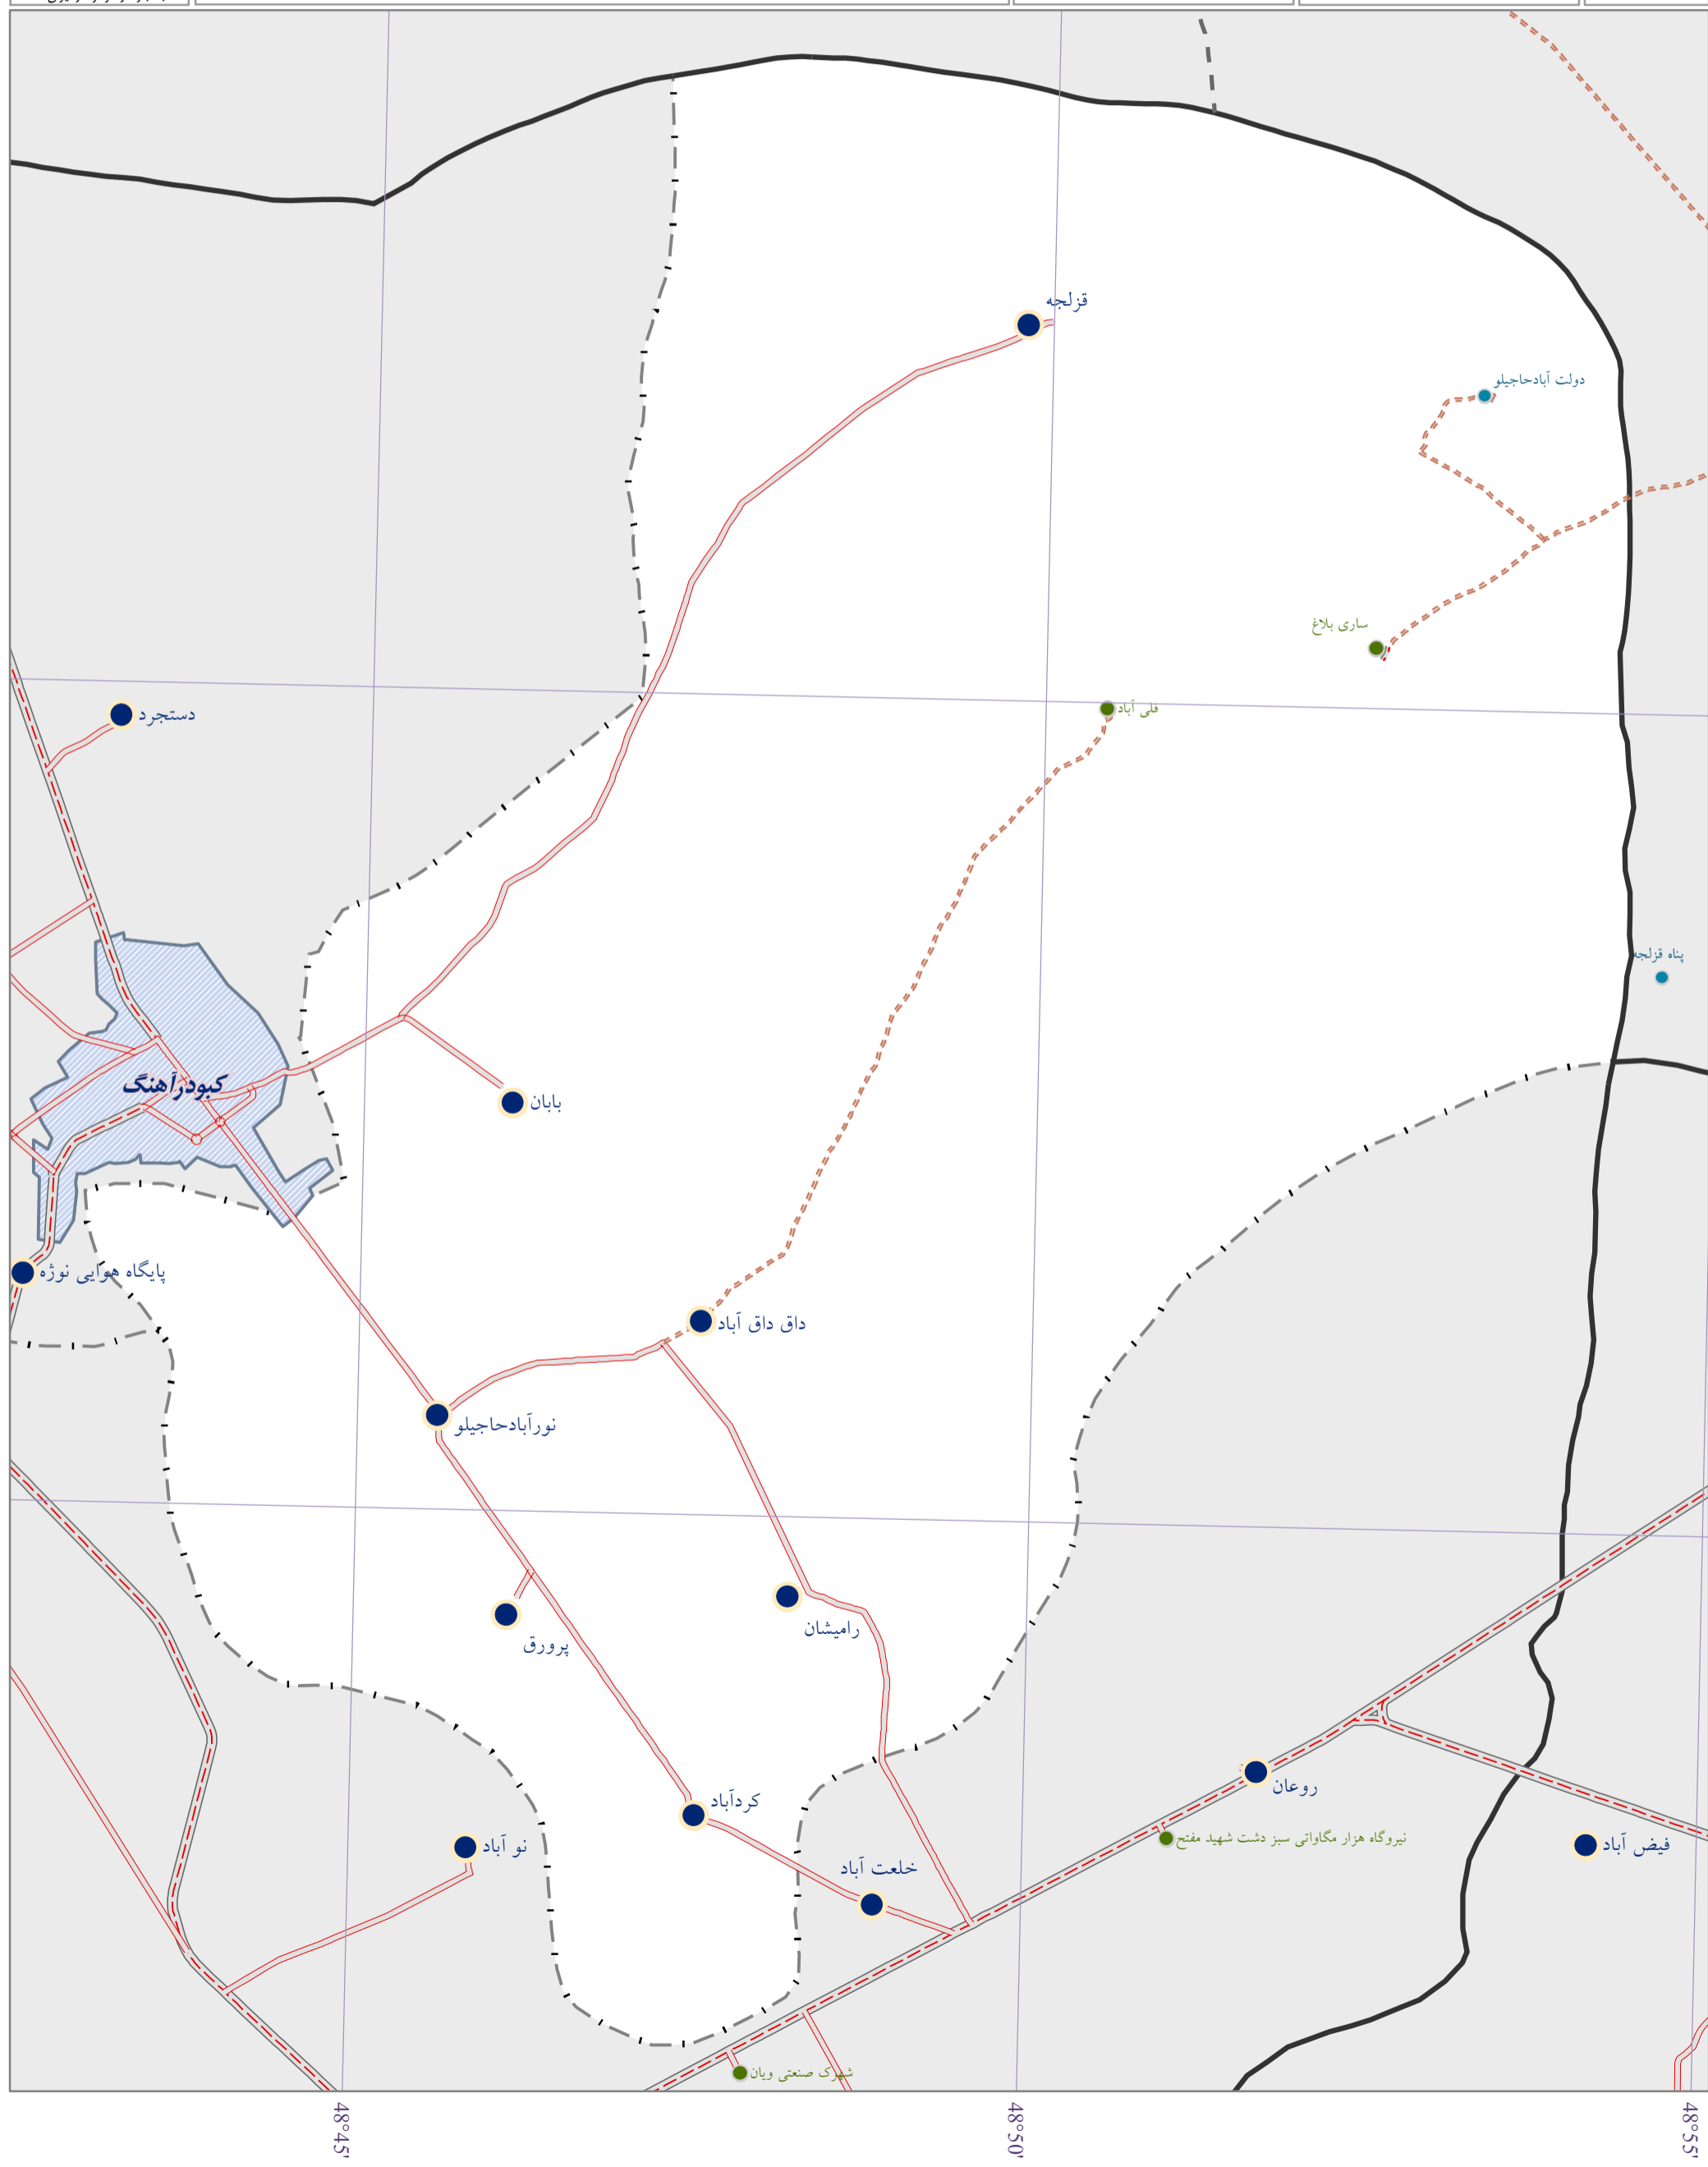 قزلجه
دولت آبادحاجیلو
ساری بلاغ
قلی آباد
دستجرد
پناه قزلجه
کبودرآهنگ
بابان
پایگاه هوایی نوژه
داق داق آباد
نورآبادحاجیلو
رامیشان
پرورق
روعان
کردآباد
نیروگاه هزار مگاواتی سبز دشت شهید مفتح
فیض آباد
نو آباد
خلعت آباد
شهرک صنعتی ویان
48°45'
48°50'
48°55'